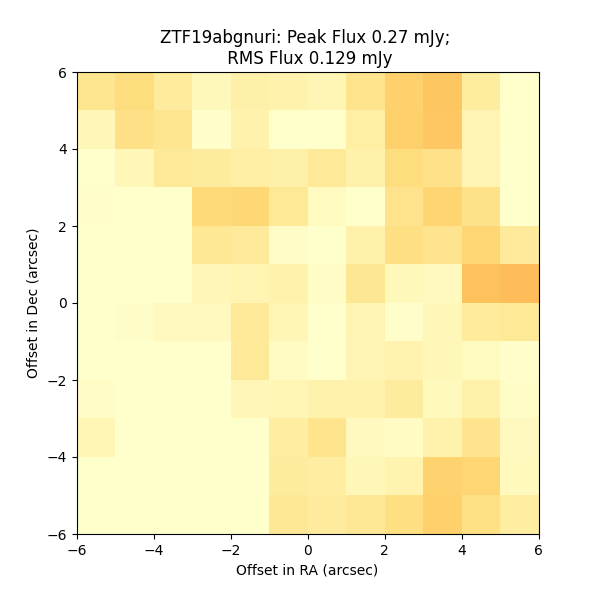 ZTF19abgnuri: Peak Flux 0.27 mJy;
RMS Flux 0.129 mJy
6
4
2
0
−2
−4
−6
Offset in Dec (arcsec)
−6 −4 −2 0 2 4 6
Offset in RA (arcsec)